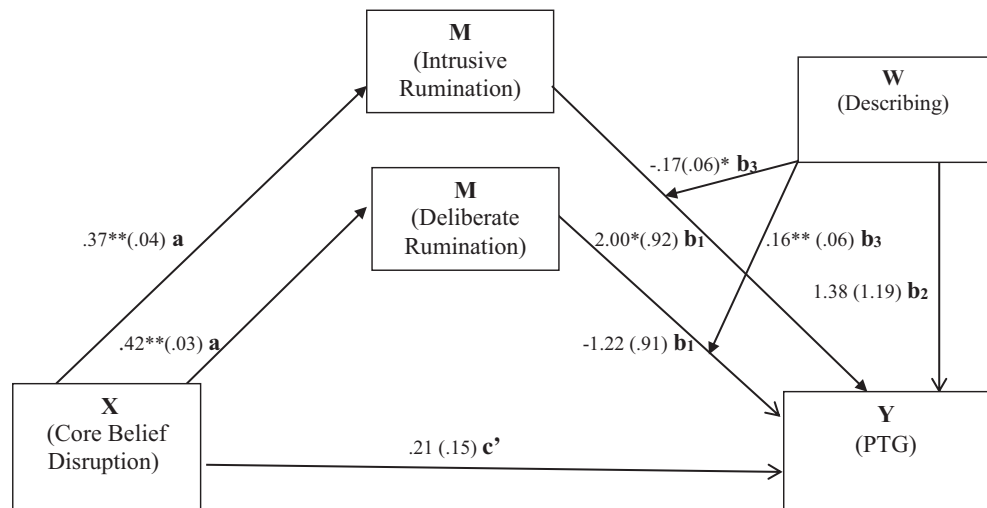 M
(Intrusive
Rumination)
W
(Describing)
-.17(.06)* b₃
M
(Deliberate
Rumination)
.37**(.04) a
2.00*(.92) b₁
.16** (.06) b₃
1.38 (1.19) b₂
.42**(.03) a
-1.22 (.91) b₁
X
(Core Belief
Disruption)
.21 (.15) c’
Y
(PTG)